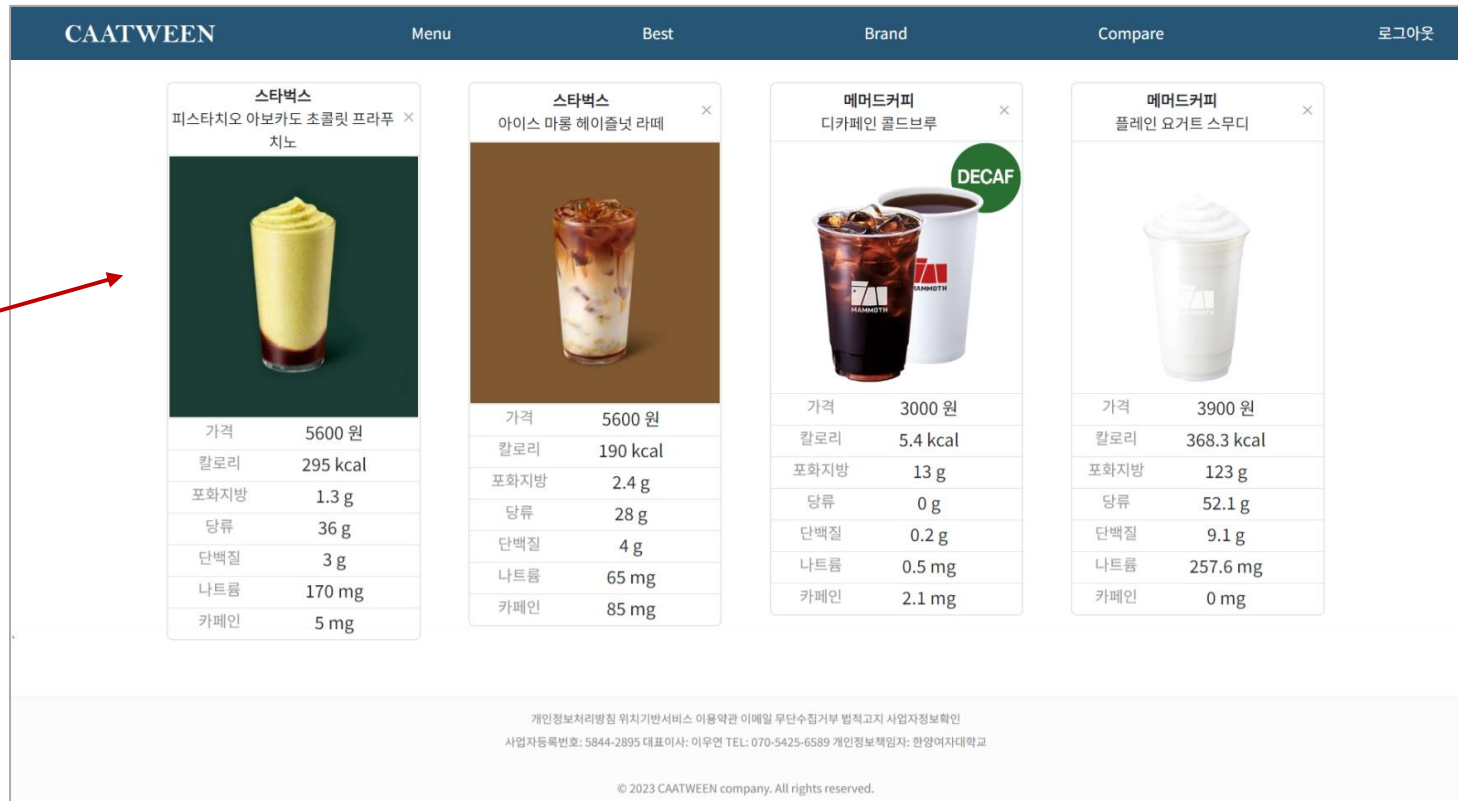 CAATWEEN Menu Best Brand Compare 로그아웃
스타벅스
피스타치오 아보카도 초콜릿 프라푸
치노
×
가격 5600 원
칼로리 295 kcal
포화지방 1.3 g
당류 36 g
단백질 3 g
나트륨 170 mg
카페인 5 mg
스타벅스
아이스 마롱 헤이즐넛 라떼
×
가격 5600 원
칼로리 190 kcal
포화지방 2.4 g
당류 28 g
단백질 4 g
나트륨 65 mg
카페인 85 mg
메머드커피
디카페인 콜드브루
×
DECAF
MAMMOTH
MAMMOTH
가격 3000 원
칼로리 5.4 kcal
포화지방 13 g
당류 0 g
단백질 0.2 g
나트륨 0.5 mg
카페인 2.1 mg
메머드커피
플레인 요거트 스무디
×
MAMMOTH
가격 3900 원
칼로리 368.3 kcal
포화지방 123 g
당류 52.1 g
단백질 9.1 g
나트륨 257.6 mg
카페인 0 mg
`
개인정보처리방침 위치기반서비스 이용약관 이메일 무단수집거부 법적고지 사업자정보확인
사업자등록번호: 5844-2895 대표이사: 이우연 TEL: 070-5425-6589 개인정보책임자: 한양여자대학교
© 2023 CAATWEEN company. All rights reserved.